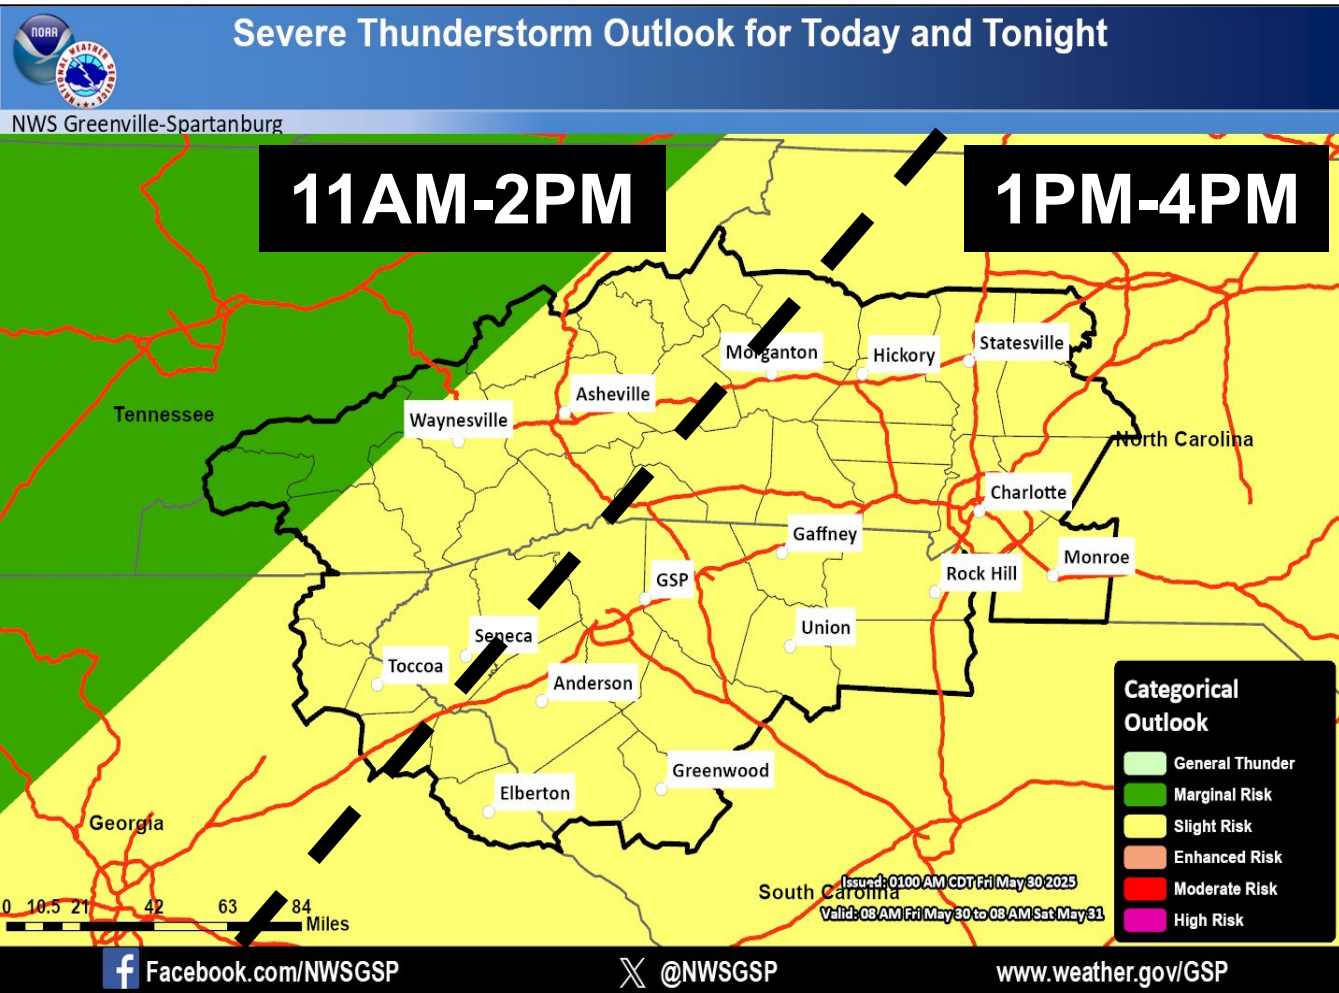 Severe Thunderstorm Outlook for Today and Tonight
NOAA
NATIONAL WEATHER SERVICE
NWS Greenville-Spartanburg
11AM-2PM
1PM-4PM
Morganton
Hickory
Statesville
Asheville
Tennessee
Waynesville
North Carolina
Charlotte
Gaffney
Monroe
GSP
Rock Hill
Seneca
Union
Toccoa
Anderson
Greenwood
Elberton
Georgia
South Carolina
Categorical
Outlook
General Thunder
Marginal Risk
Slight Risk
Enhanced Risk
Moderate Risk
High Risk
Issued: 0100 AM CDT Fri May 30 2025
Valid: 08 AM Fri May 30 to 08 AM Sat May 31
0 10.5 21 42 63 84
Miles
Facebook.com/NWSGSP
@NWSGSP
www.weather.gov/GSP